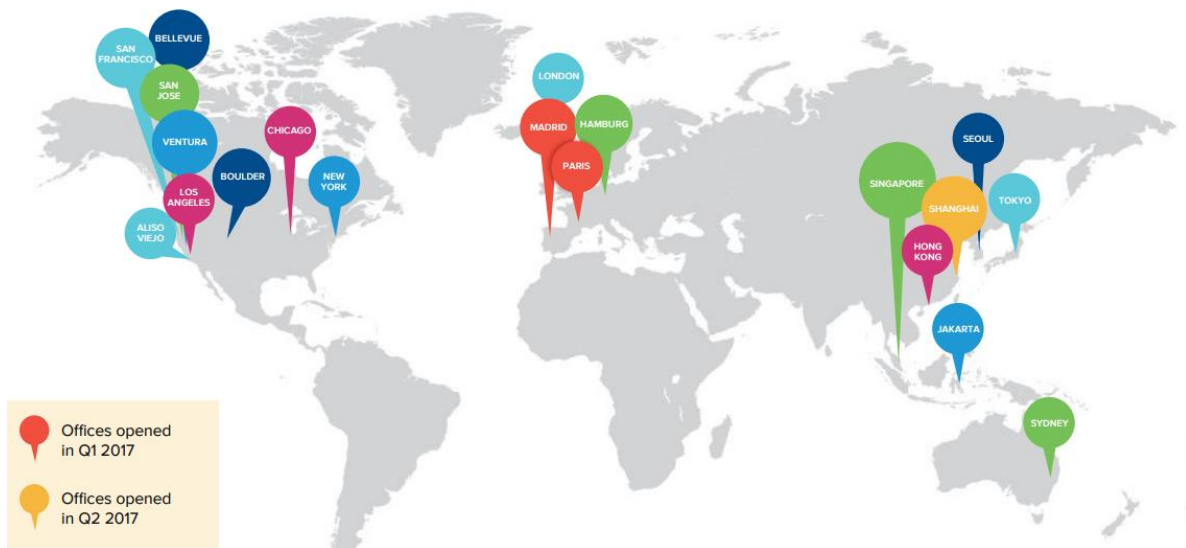 BELLEVUE
SAN
FRANCISCO
SAN
JOSE
VENTURA
CHICAGO
BOULDER
NEW
YORK
LOS
ANGELES
ALISO
VIEJO
LONDON
MADRID
HAMBURG
PARIS
SEOUL
SINGAPORE
SHANGHAI
TOKYO
HONG
KONG
JAKARTA
SYDNEY
Offices opened
in Q1 2017
Offices opened
in Q2 2017